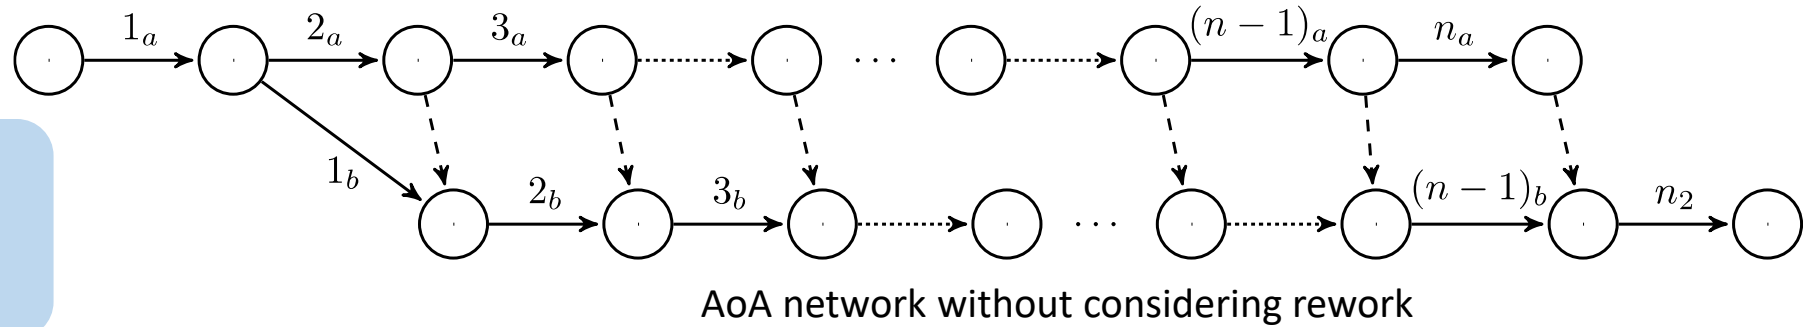 1_a 2_a 3_a ... (n − 1)_a n_a
1_b 2_b 3_b ... (n − 1)_b n_2
AoA network without considering rework